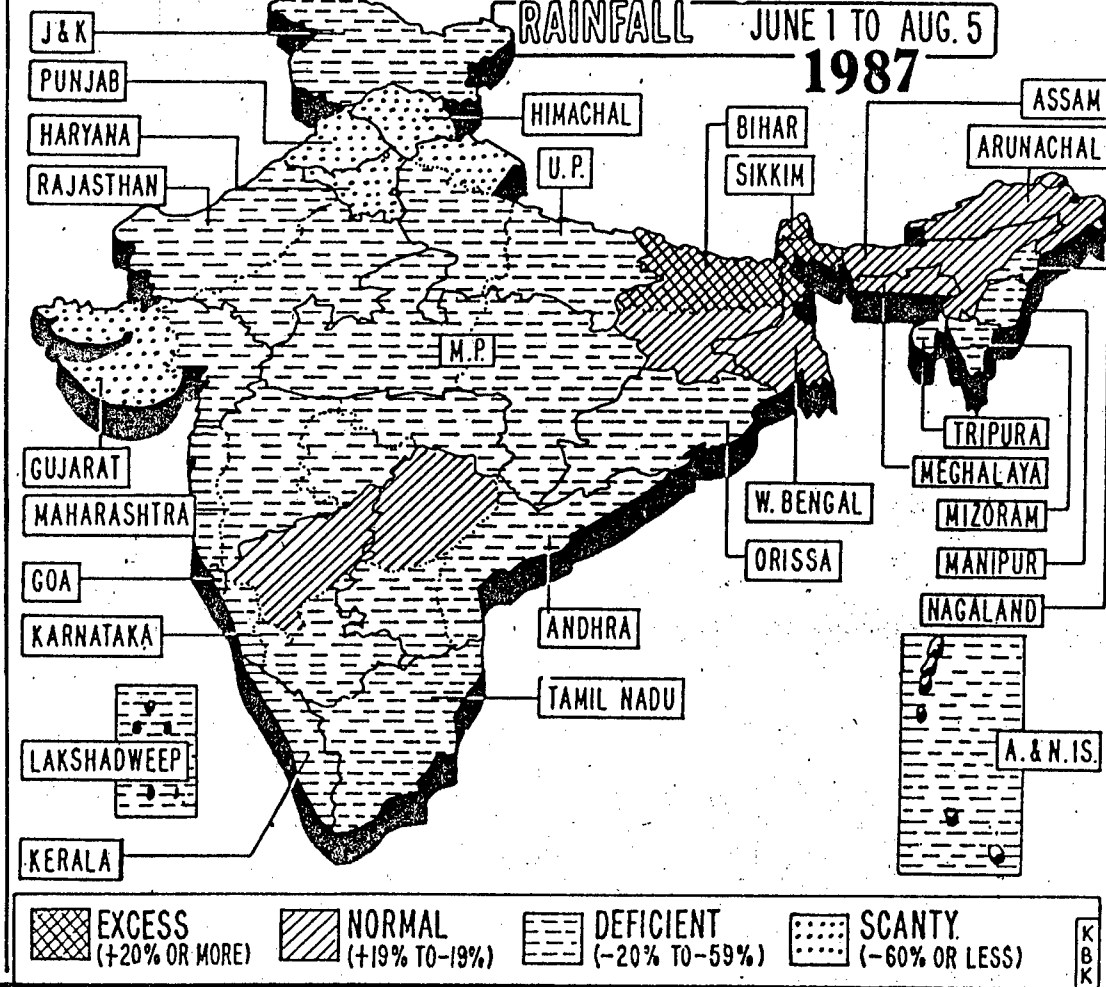 RAINFALL JUNE 1 TO AUG. 5
1987
J & K
PUNJAB
HARYANA
RAJASTHAN
HIMACHAL
U.P.
BIHAR
SIKKIM
ASSAM
ARUNACHAL
M.P.
GUJARAT
MAHARASHTRA
GOA
KARNATAKA
LAKSHADWEEP
KERALA
W. BENGAL
ORISSA
ANDHRA
TAMIL NADU
TRIPURA
MEGHALAYA
MIZORAM
MANIPUR
NAGALAND
A. & N. IS.
EXCESS
(+20% OR MORE)
NORMAL
(+19% TO -19%)
DEFICIENT
(-20% TO -59%)
SCANTY
(-60% OR LESS)
K
B
K